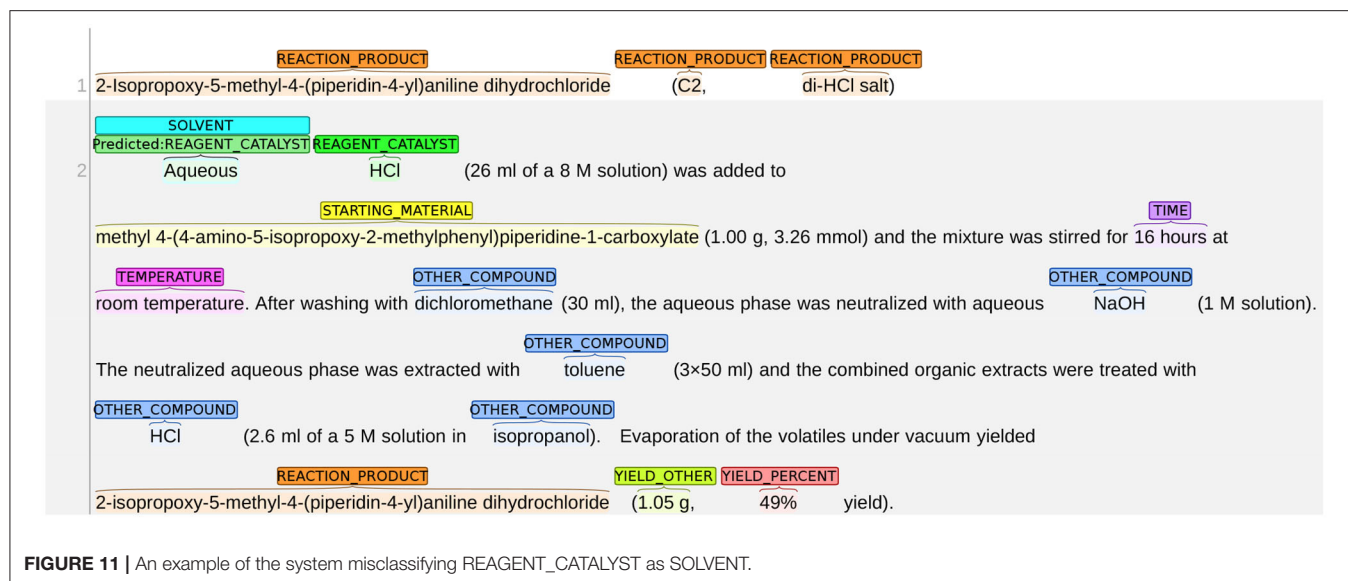 REACTION_PRODUCT REACTION_PRODUCT REACTION_PRODUCT
1 2-Isopropoxy-5-methyl-4-(piperidin-4-yl)aniline dihydrochloride (C2, di-HCl salt)
SOLVENT
Predicted:REAGENT_CATALYST REAGENT_CATALYST
2 Aqueous HCl (26 ml of a 8 M solution) was added to
STARTING_MATERIAL TIME
methyl 4-(4-amino-5-isopropoxy-2-methylphenyl)piperidine-1-carboxylate (1.00 g, 3.26 mmol) and the mixture was stirred for 16 hours at
TEMPERATURE OTHER_COMPOUND OTHER_COMPOUND
room temperature. After washing with dichloromethane (30 ml), the aqueous phase was neutralized with aqueous NaOH (1 M solution).
OTHER_COMPOUND
The neutralized aqueous phase was extracted with toluene (3×50 ml) and the combined organic extracts were treated with
OTHER_COMPOUND OTHER_COMPOUND
HCl (2.6 ml of a 5 M solution in isopropanol). Evaporation of the volatiles under vacuum yielded
REACTION_PRODUCT YIELD_OTHER YIELD_PERCENT
2-isopropoxy-5-methyl-4-(piperidin-4-yl)aniline dihydrochloride (1.05 g, 49% yield).
FIGURE 11 | An example of the system misclassifying REAGENT_CATALYST as SOLVENT.